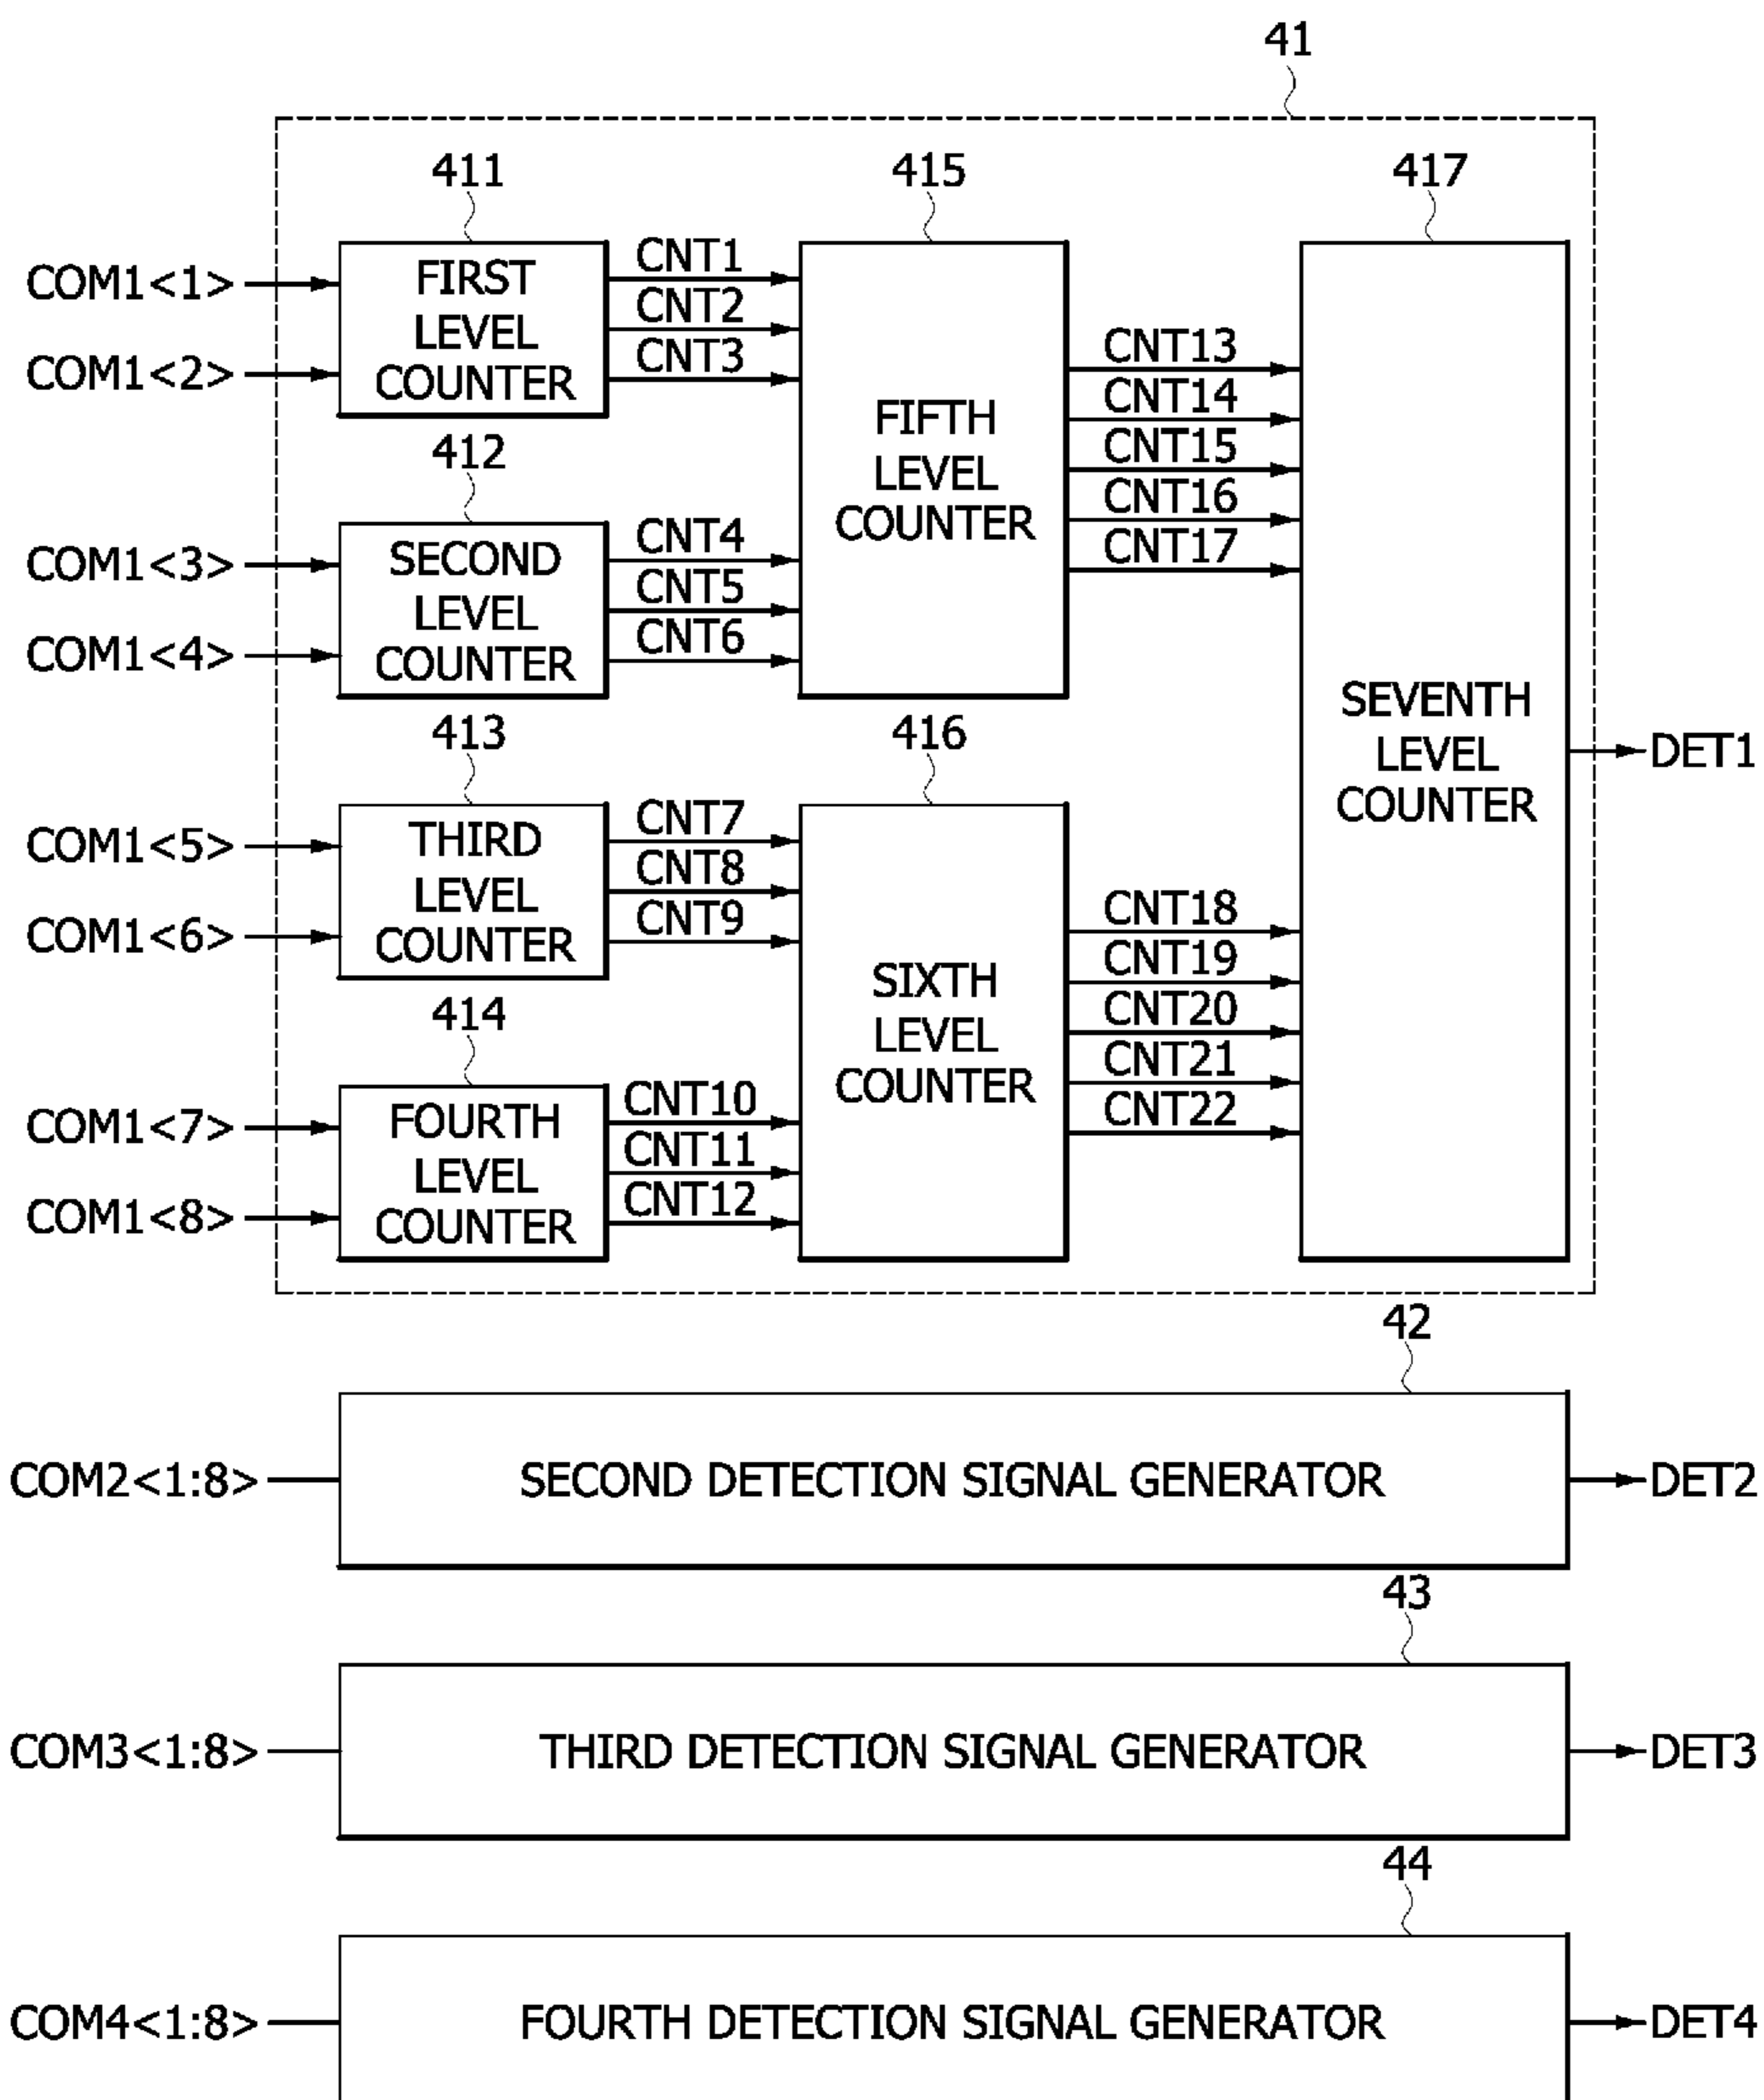 41
411
415
417
COM1<1>
COM1<2>
FIRST
LEVEL
COUNTER
CNT1
CNT2
CNT3
412
COM1<3>
COM1<4>
SECOND
LEVEL
COUNTER
CNT4
CNT5
CNT6
FIFTH
LEVEL
COUNTER
CNT13
CNT14
CNT15
CNT16
CNT17
413
416
COM1<5>
COM1<6>
THIRD
LEVEL
COUNTER
CNT7
CNT8
CNT9
414
COM1<7>
COM1<8>
FOURTH
LEVEL
COUNTER
CNT10
CNT11
CNT12
SIXTH
LEVEL
COUNTER
CNT18
CNT19
CNT20
CNT21
CNT22
SEVENTH
LEVEL
COUNTER
DET1
42
COM2<1:8>
SECOND DETECTION SIGNAL GENERATOR
DET2
43
COM3<1:8>
THIRD DETECTION SIGNAL GENERATOR
DET3
44
COM4<1:8>
FOURTH DETECTION SIGNAL GENERATOR
DET4